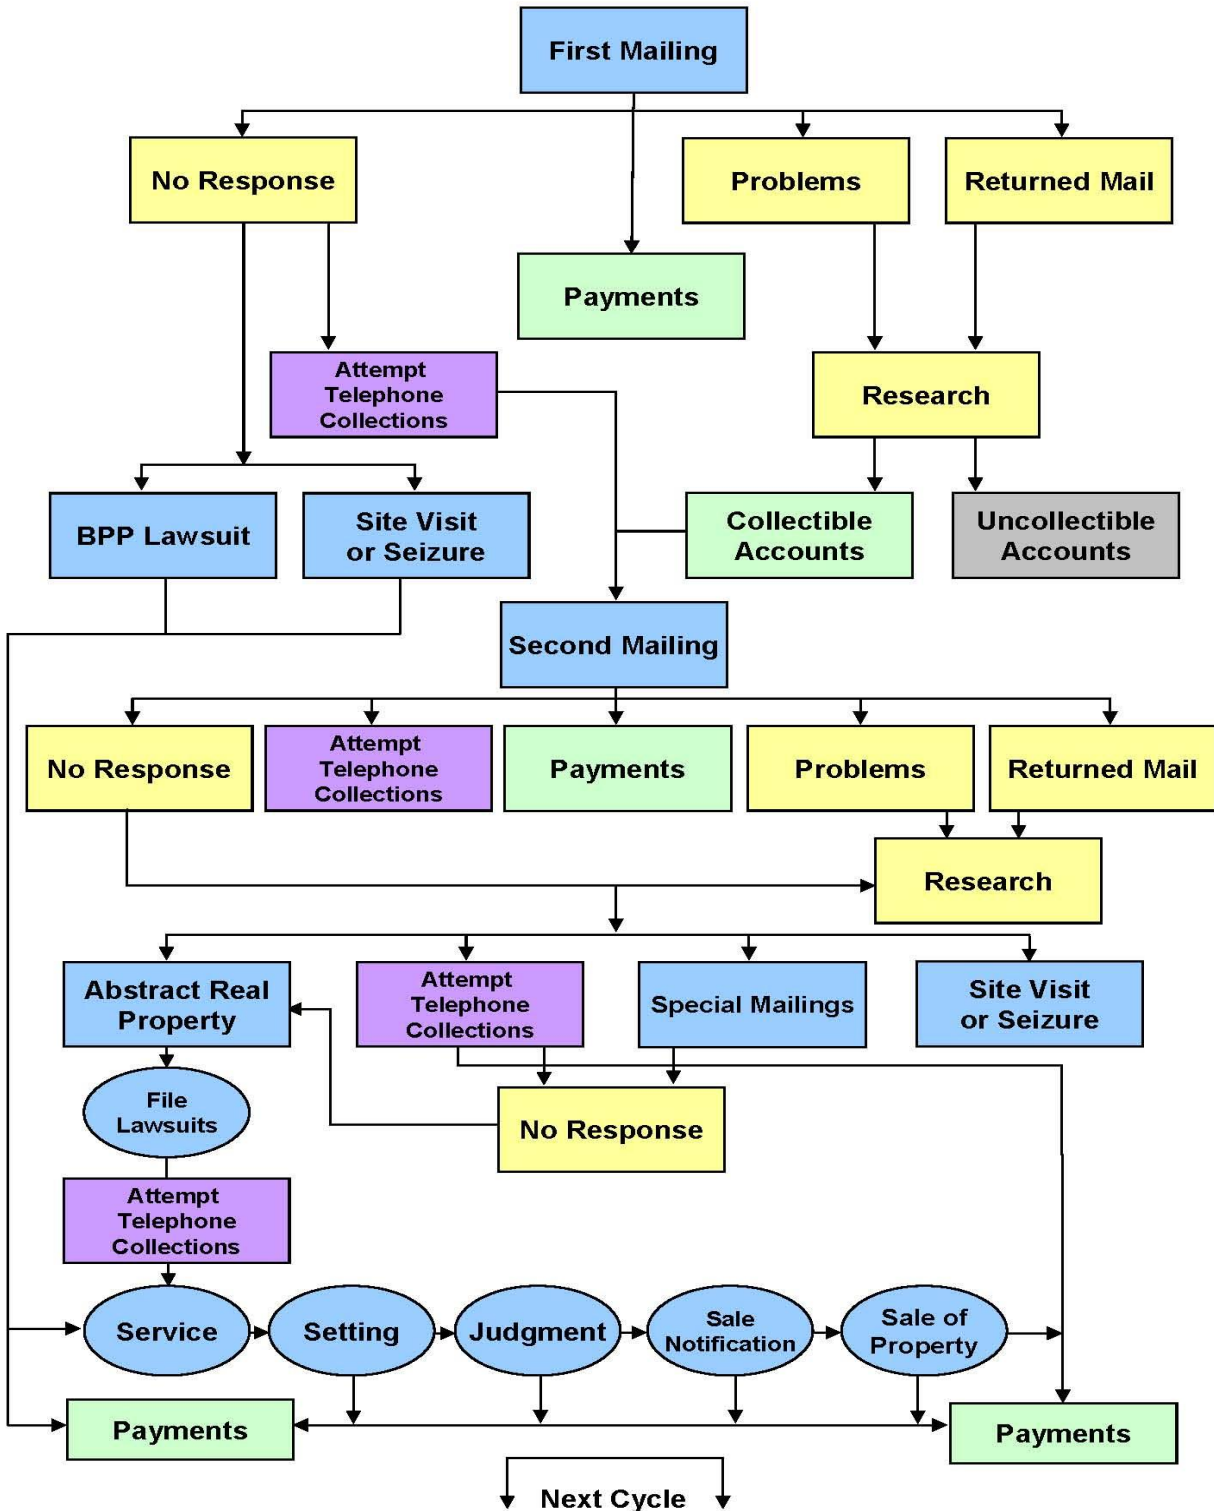 First Mailing
No Response
Problems
Returned Mail
Payments
Attempt
Telephone
Collections
Research
BPP Lawsuit
Site Visit
or Seizure
Collectible
Accounts
Uncollectible
Accounts
Second Mailing
No Response
Attempt
Telephone
Collections
Payments
Problems
Returned Mail
Research
Abstract Real
Property
Attempt
Telephone
Collections
Special Mailings
Site Visit
or Seizure
File
Lawsuits
No Response
Attempt
Telephone
Collections
Service
Setting
Judgment
Sale
Notification
Sale of
Property
Payments
Payments
Next Cycle